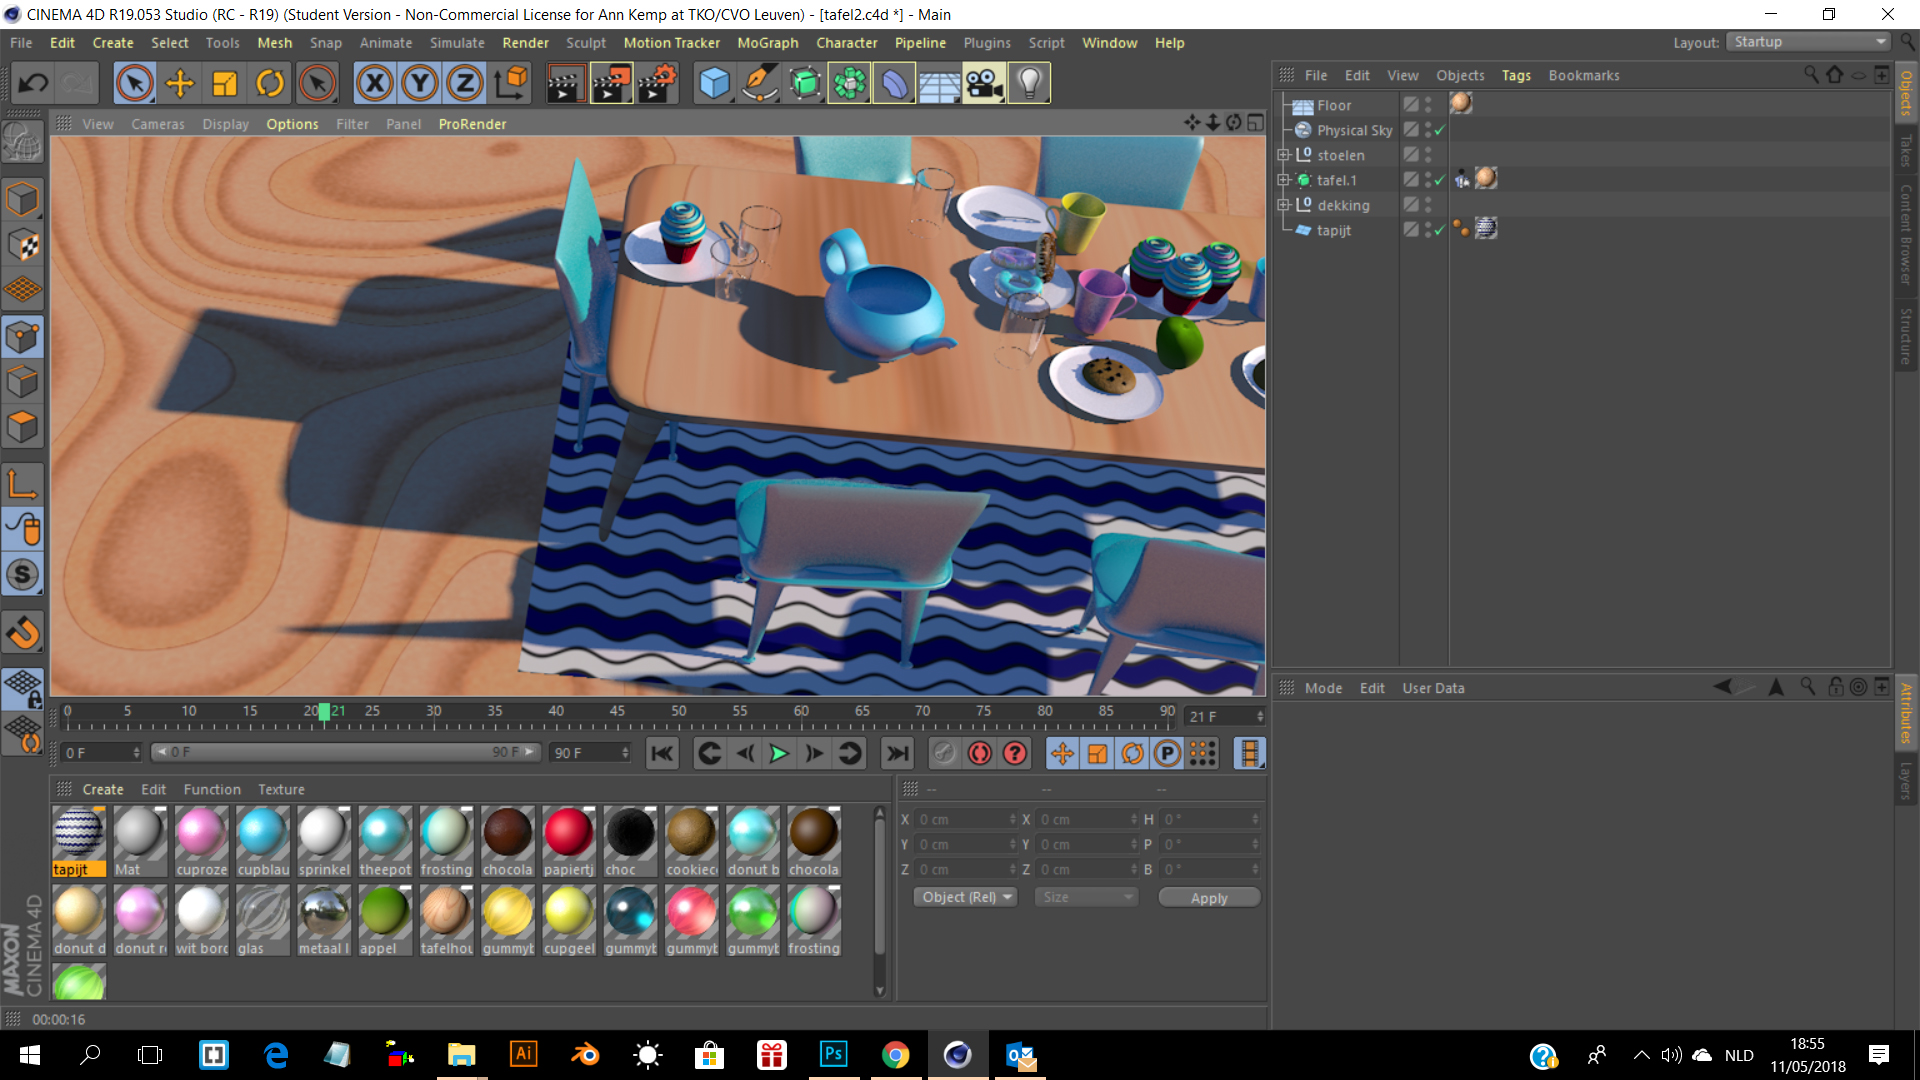 CINEMA 4D R19.053 Studio (RC - R19) (Student Version - Non-Commercial License for Ann Kemp at TKO/CVO Leuven) - [tafel2.c4d *] - Main
File Edit Create Select Tools Mesh Snap Animate Simulate Render Sculpt Motion Tracker MoGraph Character Pipeline Plugins Script Window Help
Layout: Startup
X Y Z
File Edit View Objects Tags Bookmarks
View Cameras Display Options Filter Panel ProRender
Floor
Physical Sky
stoelen
tafel.1
dekking
tapijt
Objects
Takes
Content Browser
Structure
S
Mode Edit User Data
Attributes
Layers
0 5 10 15 20 21 25 30 35 40 45 50 55 60 65 70 75 80 85 90
21 F
0 F
0 F 90 F
90 F
P
Create Edit Function Texture
-- -- --
tapijt Mat cuproze cupblau sprinkel theepot frosting chocola papiertj choc cookiec donut b chocola
donut d donut r wit bord glas metaal l appel tafelhou gummyb cupgeel gummyb gummyb gummyb frosting
X 0 cm X 0 cm H 0 °
Y 0 cm Y 0 cm P 0 °
Z 0 cm Z 0 cm B 0 °
Object (Rel) Size Apply
MAXON
CINEMA 4D
00:00:16
Ai
Ps
NLD
18:55
11/05/2018